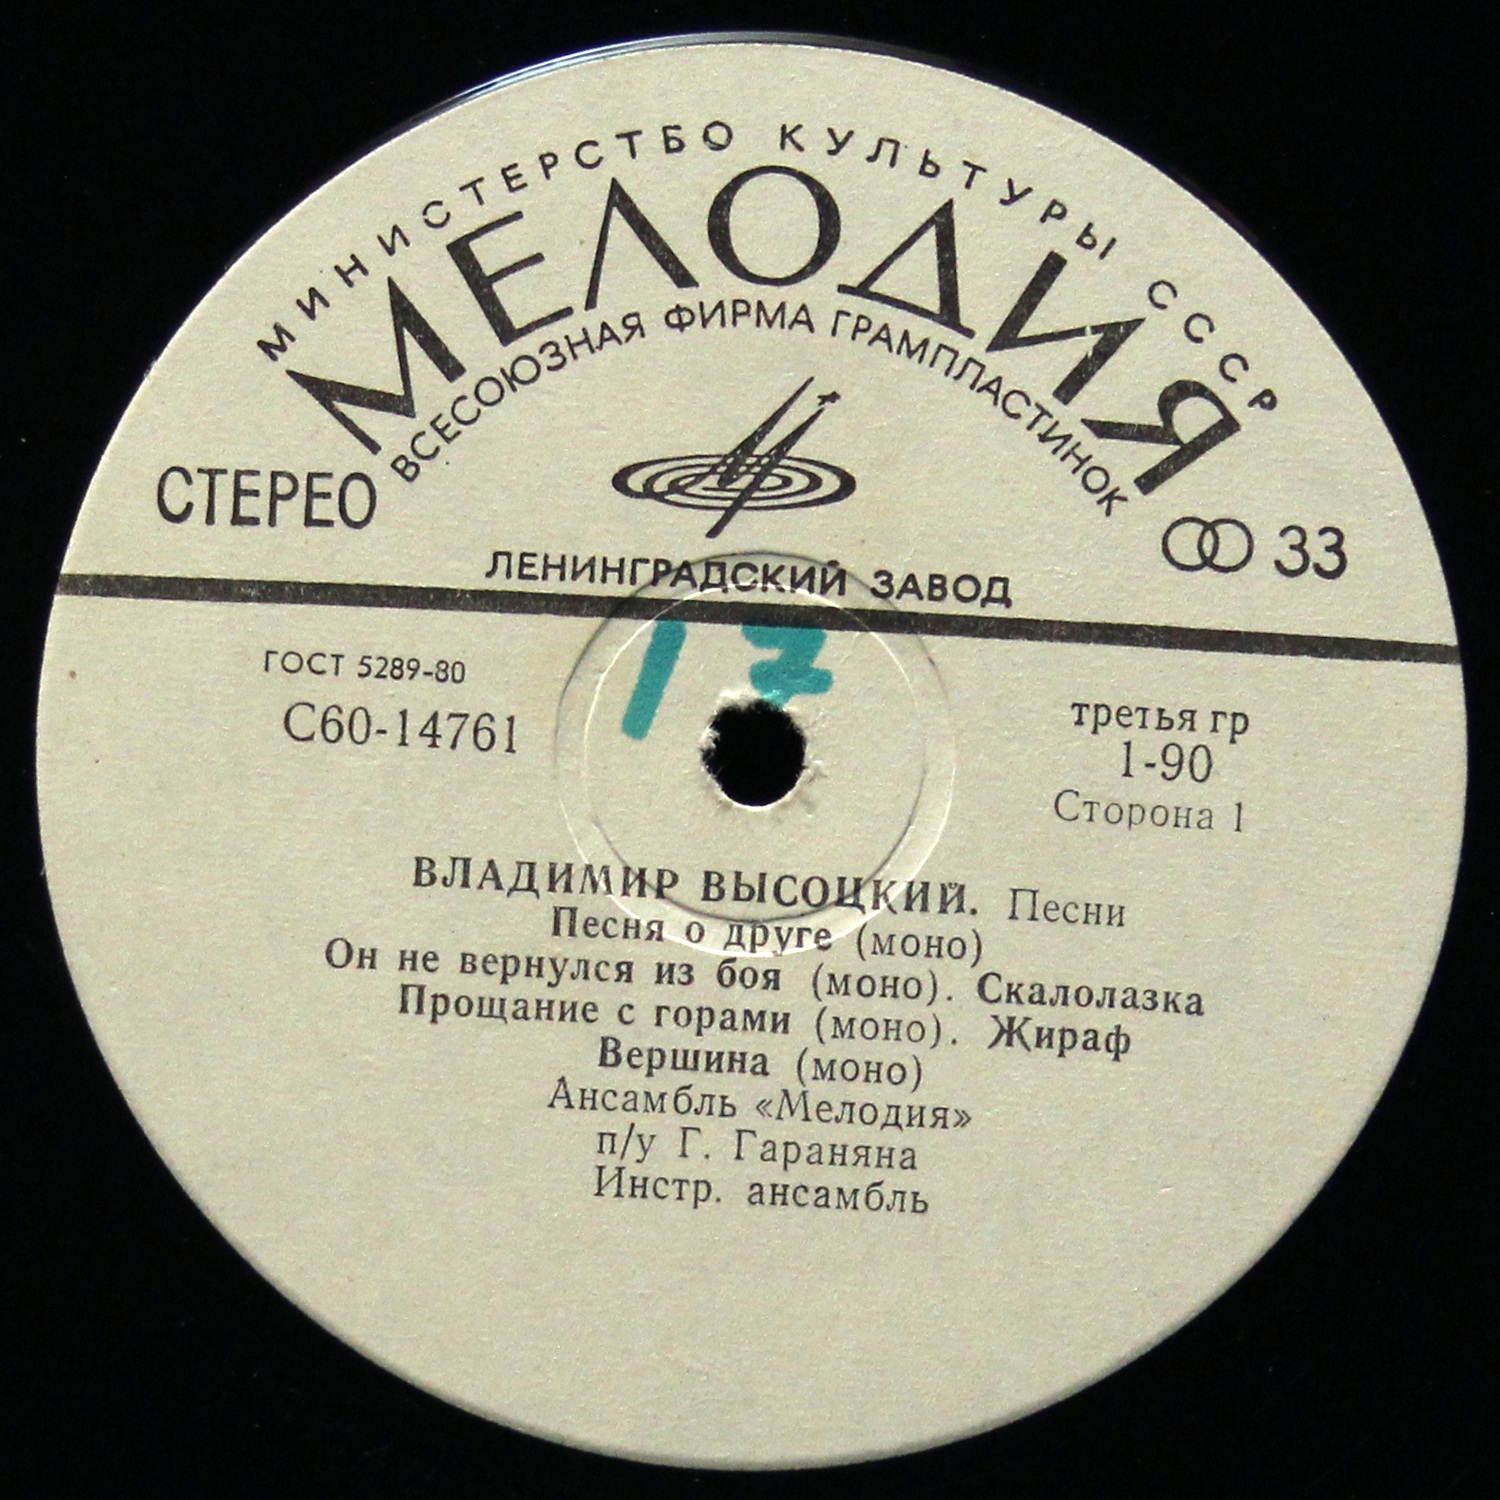 МИНИСТЕРСТВО КУЛЬТУРЫ СССР
МЕЛОДИЯ
ВСЕСОЮЗНАЯ ФИРМА ГРАМПЛАСТИНОК
СТЕРЕО
33
ЛЕНИНГРАДСКИЙ ЗАВОД
17
ГОСТ 5289-80
С60-14761
третья гр
1-90
Сторона 1
ВЛАДИМИР ВЫСОЦКИЙ. Песни
Песня о друге (моно)
Он не вернулся из боя (моно). Скалолазка
Прощание с горами (моно). Жираф
Вершина (моно)
Ансамбль «Мелодия»
п/у Г. Гараняна
Инстр. ансамбль